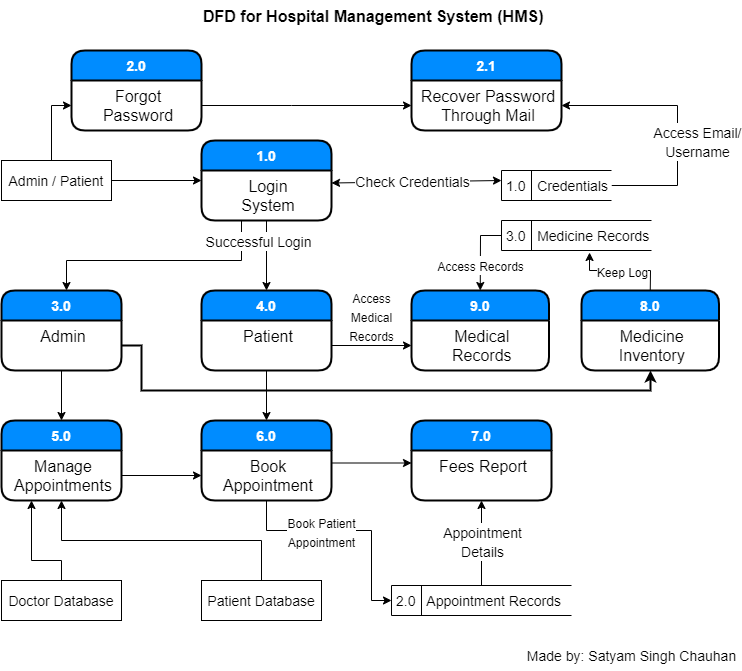 DFD for Hospital Management System (HMS)
2.0
Forgot
Password
2.1
Recover Password
Through Mail
Access Email/
Username
Admin / Patient
1.0
Login
System
Check Credentials
1.0 Credentials
Successful Login
3.0 Medicine Records
Access Records
Keep Log
3.0
Admin
4.0
Patient
Access
Medical
Records
9.0
Medical
Records
8.0
Medicine
Inventory
5.0
Manage
Appointments
6.0
Book
Appointment
7.0
Fees Report
Book Patient
Appointment
Appointment
Details
Doctor Database
Patient Database
2.0 Appointment Records
Made by: Satyam Singh Chauhan